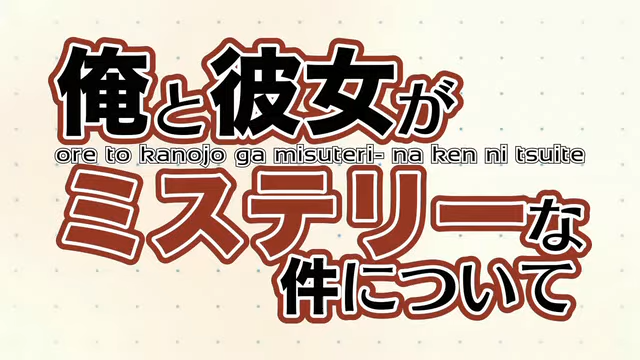 俺と彼女が
ore to kanojo ga misuteri- na ken ni tsuite
ミステリーな
件について